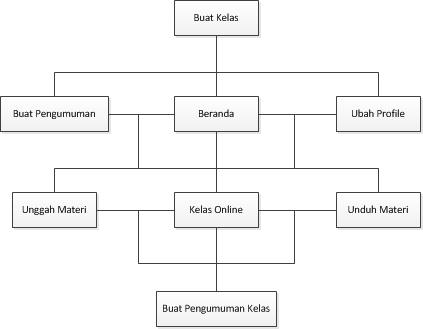 Buat Kelas
Buat Pengumuman
Beranda
Ubah Profile
Unggah Materi
Kelas Online
Unduh Materi
Buat Pengumuman Kelas